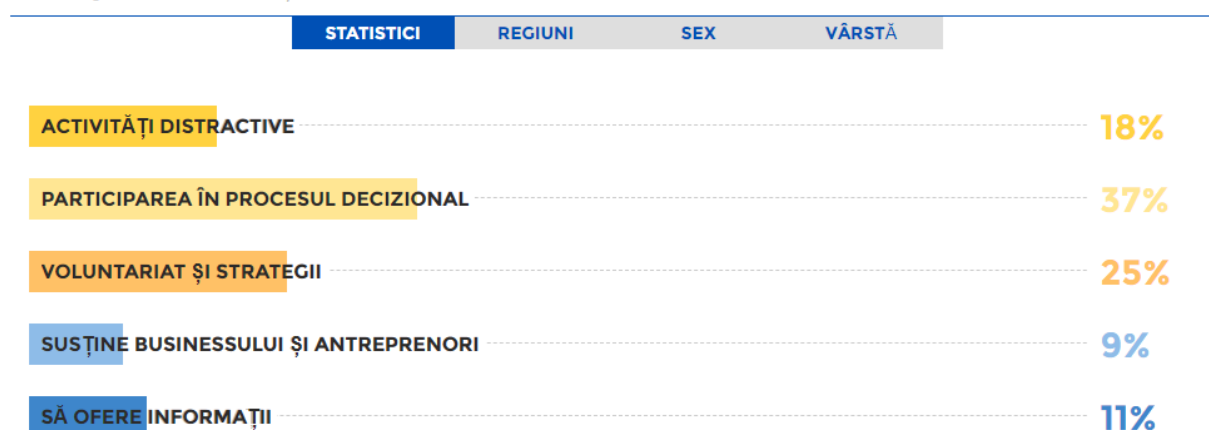 STATISTICI REGIUNI SEX VÂRSTĂ
ACTIVITĂȚI DISTRACTIVE 18%
PARTICIPAREA ÎN PROCESUL DECIZIONAL 37%
VOLUNTARIAT ȘI STRATEGII 25%
SUSȚINE BUSINESSULUI ȘI ANTREPRENORI 9%
SĂ OFERE INFORMAȚII 11%